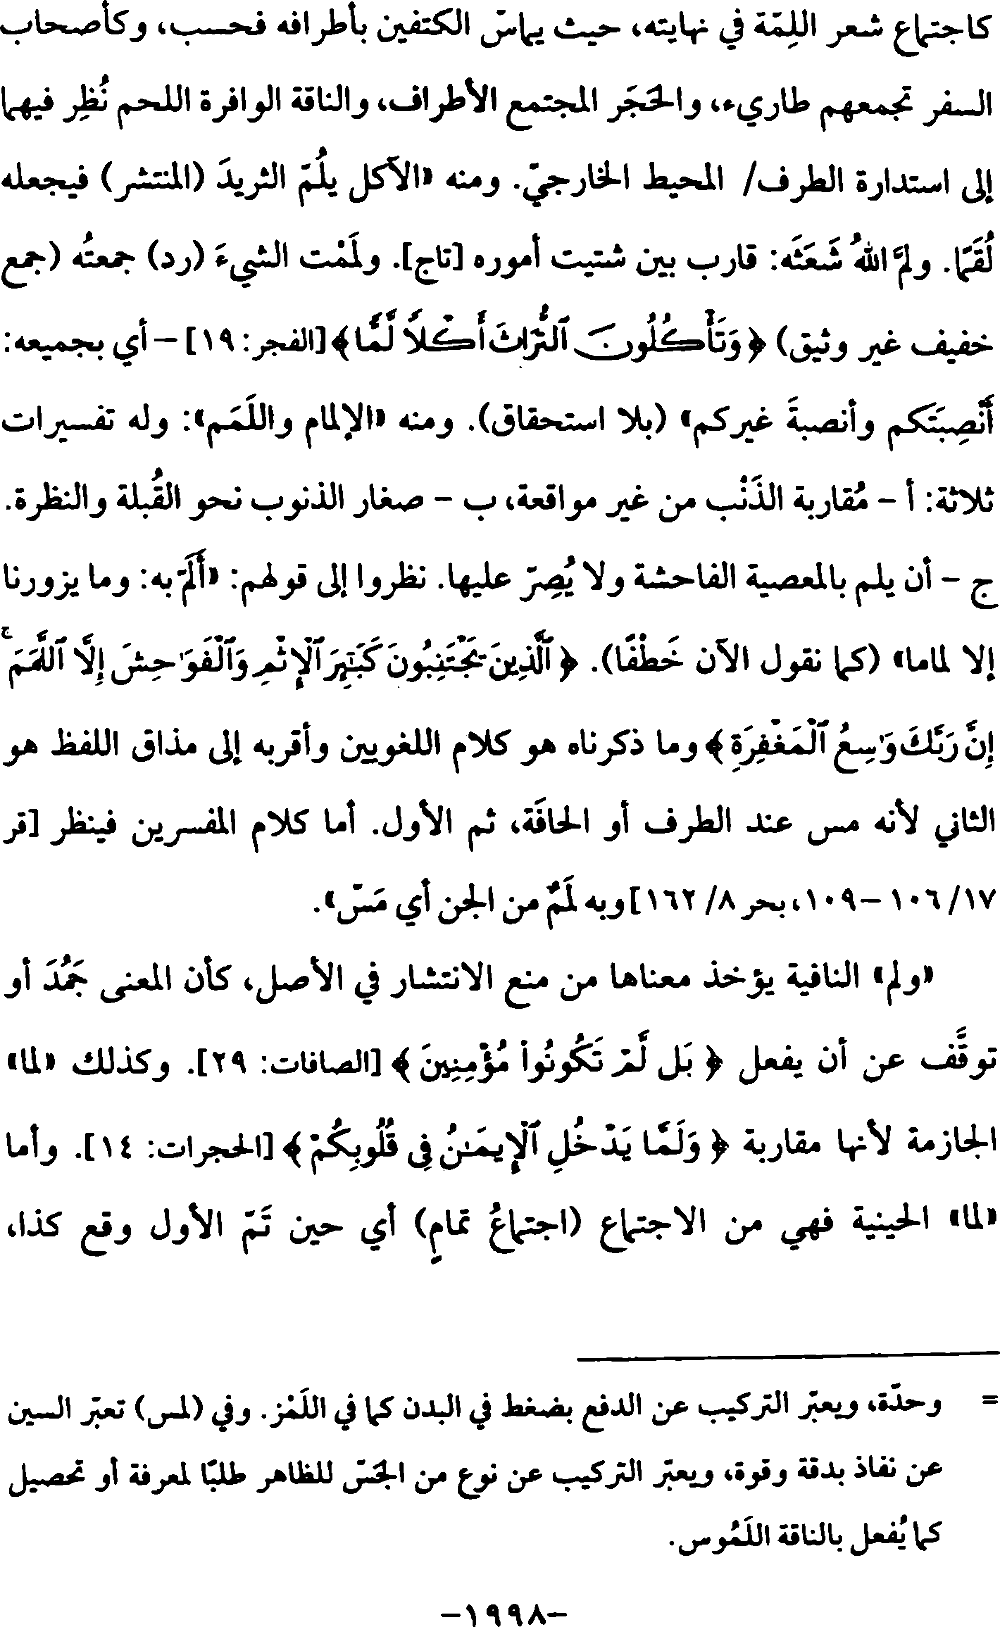 كاجتماع شعر اللِمّة في نهايته، حيث يماسّ الكتفين بأطرافه فحسب، وكأصحاب
السفر تجمعهم طاريء، والحَجَر المجتمع الأطراف، والناقة الوافرة اللحم نُظِر فيهما
إلى استدارة الطرف/ المحيط الخارجيّ. ومنه «الآكل يلُمّ الثريدَ (المنتشر) فيجعله
لُقَمًا. ولمَّ اللهُ شَعَثَه: قارب بين شتيت أموره [تاج]. ولَمْت الشيءَ (رد) جمعتُه (جمع
خفيف غير وثيق) ﴿ وَتَأْكُلُونَ ٱلتُّرَاثَ أَكْلًا لَّمًّا ﴾ [الفجر: ١٩] – أي بجميعه:
أَنْصِبَتَكم وأنصبةَ غيركم» (بلا استحقاق). ومنه «الإلمام واللَمَم»: وله تفسيرات
ثلاثة: أ – مُقاربة الذَنْب من غير مواقعة، ب – صغار الذنوب نحو القُبلة والنظرة.
ج – أن يلم بالمعصية الفاحشة ولا يُصِرّ عليها. نظروا إلى قولهم: «أَلَمّ به: وما يزورنا
إلا لماما» (كما نقول الآن خَطْفًا). ﴿ ٱلَّذِينَ يَجْتَنِبُونَ كَبَٰٓئِرَ ٱلْإِثْمِ وَٱلْفَوَٰحِشَ إِلَّا ٱللَّمَمَ ۚ
إِنَّ رَبَّكَ وَٰسِعُ ٱلْمَغْفِرَةِ ﴾ وما ذكرناه هو كلام اللغويين وأقربه إلى مذاق اللفظ هو
الثاني لأنه مس عند الطرف أو الحافَة، ثم الأول. أما كلام المفسرين فينظر [قر
١٧/ ١٠٦ – ١٠٩، بحر ٨/ ١٦٢] وبه لَمَمٌ من الجن أي مَسّ».
«ولم» النافية يؤخذ معناها من منع الانتشار في الأصل، كأن المعنى جَمُدَ أو
توقَّف عن أن يفعل ﴿ بَل لَّمْ تَكُونُوا۟ مُؤْمِنِينَ ﴾ [الصافات: ٢٩]. وكذلك «لما»
الجازمة لأنها مقاربة ﴿ وَلَمَّا يَدْخُلِ ٱلْإِيمَٰنُ فِى قُلُوبِكُمْ ﴾ [الحجرات: ١٤]. وأما
«لما» الحينية فهي من الاجتماع (اجتماعُ تمامٍ) أي حين تَمّ الأول وقع كذا،
= وحدّة، ويعبّر التركيب عن الدفع بضغط في البدن كما في اللَمْز. وفي (لمس) تعبّر السين
عن نفاذ بدقة وقوة، ويعبّر التركيب عن نوع من الجَسّ للظاهر طلبًا لمعرفة أو تحصيل
كما يُفعل بالناقة اللَمُوس.
–١٩٩٨–